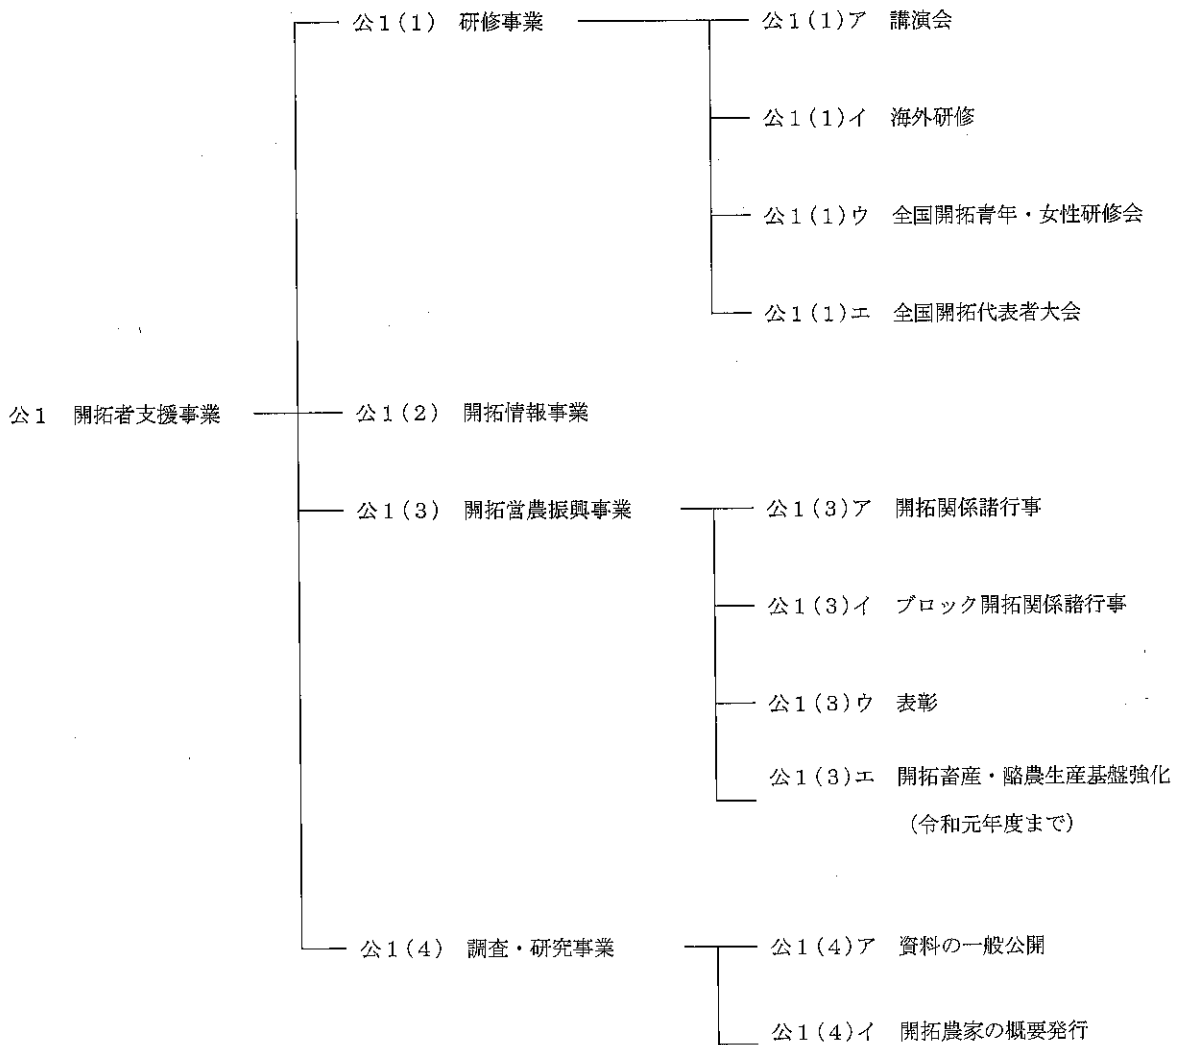 公1(1) 研修事業
公1(1)ア 講演会
公1(1)イ 海外研修
公1(1)ウ 全国開拓青年・女性研修会
公1(1)エ 全国開拓代表者大会
公1 開拓者支援事業
公1(2) 開拓情報事業
公1(3) 開拓営農振興事業
公1(3)ア 開拓関係諸行事
公1(3)イ ブロック開拓関係諸行事
公1(3)ウ 表彰
公1(3)エ 開拓畜産・酪農生産基盤強化
(令和元年度まで)
公1(4) 調査・研究事業
公1(4)ア 資料の一般公開
公1(4)イ 開拓農家の概要発行